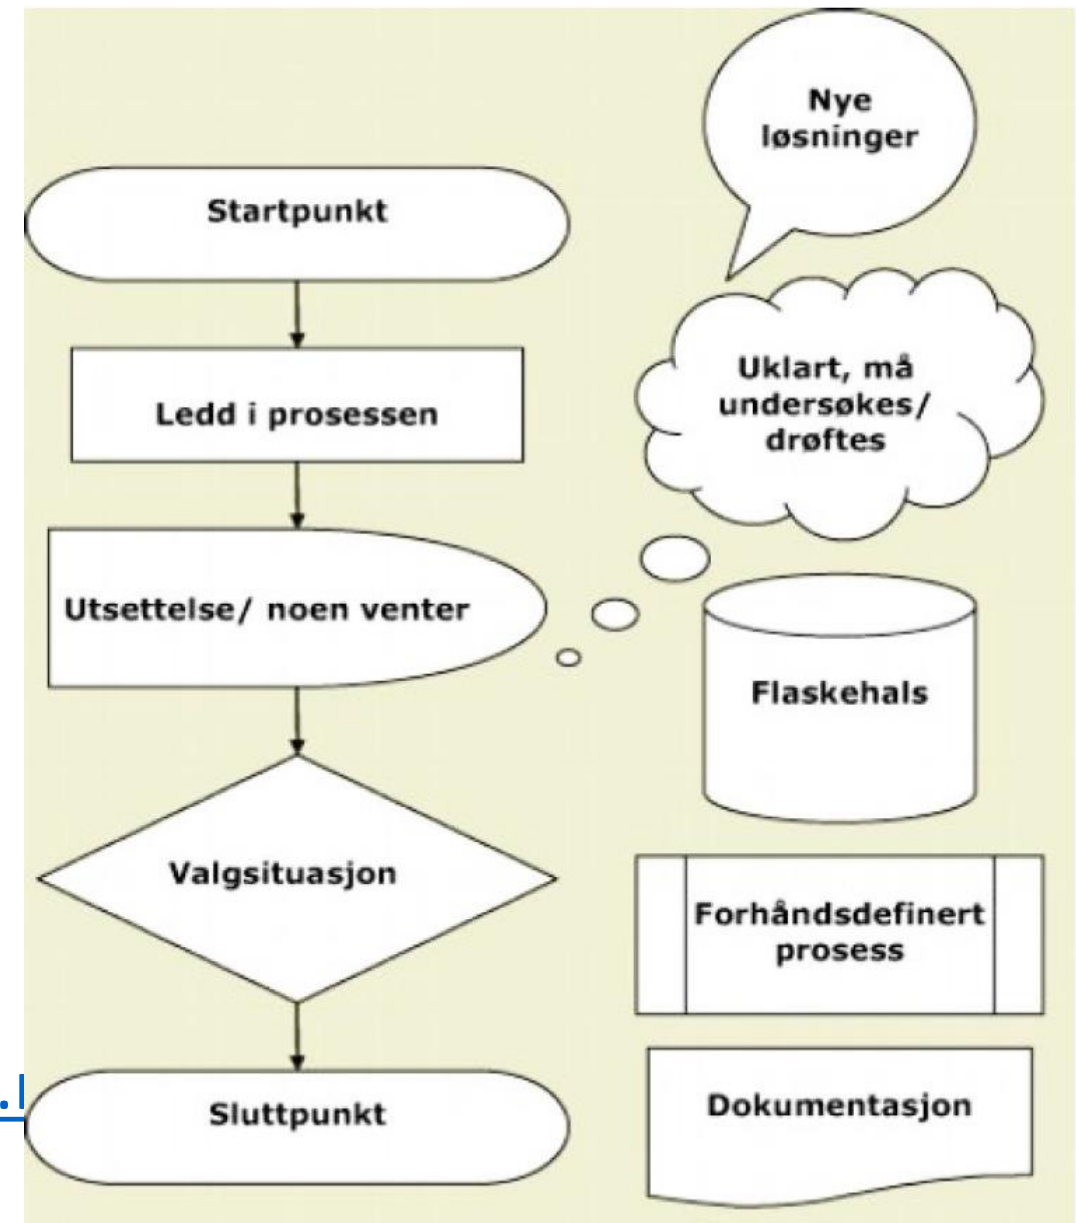 Startpunkt
Ledd i prosessen
Utsettelse/ noen venter
Valgsituasjon
Sluttpunkt
Nye
løsninger
Uklart, må
undersøkes/
drøftes
Flaskehals
Forhåndsdefinert
prosess
Dokumentasjon